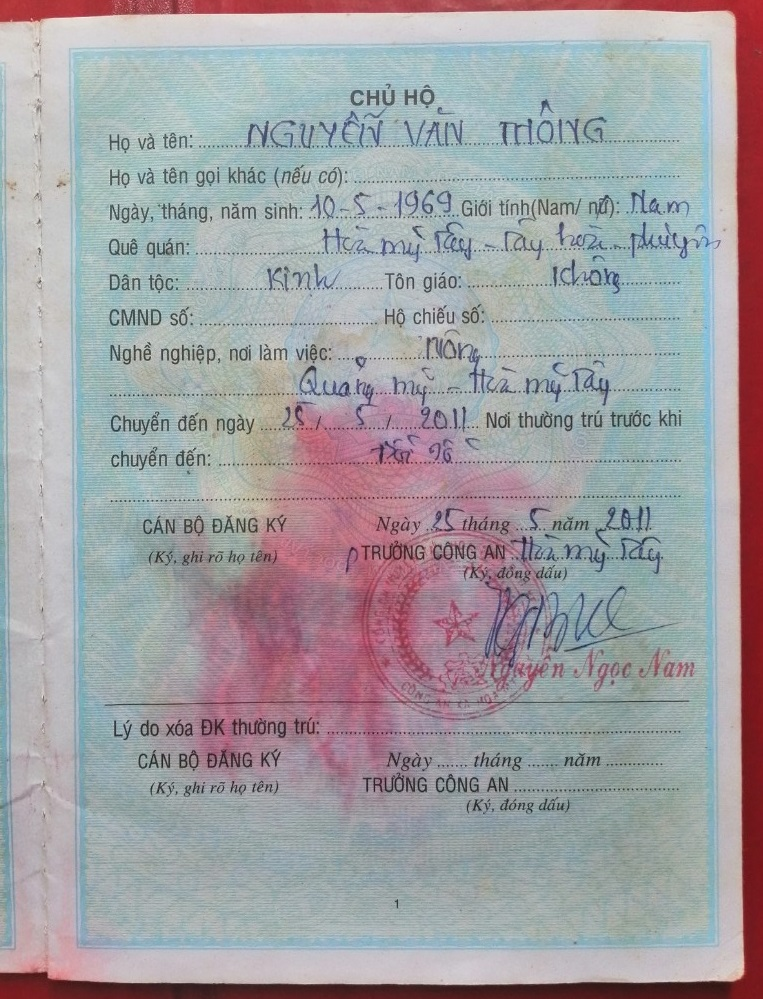 CHỦ HỘ
Họ và tên: NGUYỄN VĂN THÔNG
Họ và tên gọi khác (nếu có):
Ngày, tháng, năm sinh: 10-5-1969 Giới tính(Nam/ nữ): Nam
Quê quán: Hoà mỹ Tây - Tây hoà - phú yên
Dân tộc: Kinh Tôn giáo: Không
CMND số: Hộ chiếu số:
Nghề nghiệp, nơi làm việc: Nông
Quảng mỹ - Hoà mỹ Tây
Chuyển đến ngày 25 / 5 / 2011 Nơi thường trú trước khi
chuyển đến:
CÁN BỘ ĐĂNG KÝ Ngày 25 tháng 5 năm 2011
(Ký, ghi rõ họ tên) TRƯỞNG CÔNG AN Hoà mỹ Tây
(Ký, đóng dấu)
Nguyễn Ngọc Nam
Lý do xóa ĐK thường trú:
CÁN BỘ ĐĂNG KÝ Ngày ....... tháng ....... năm .............
(Ký, ghi rõ họ tên) TRƯỞNG CÔNG AN
(Ký, đóng dấu)
1